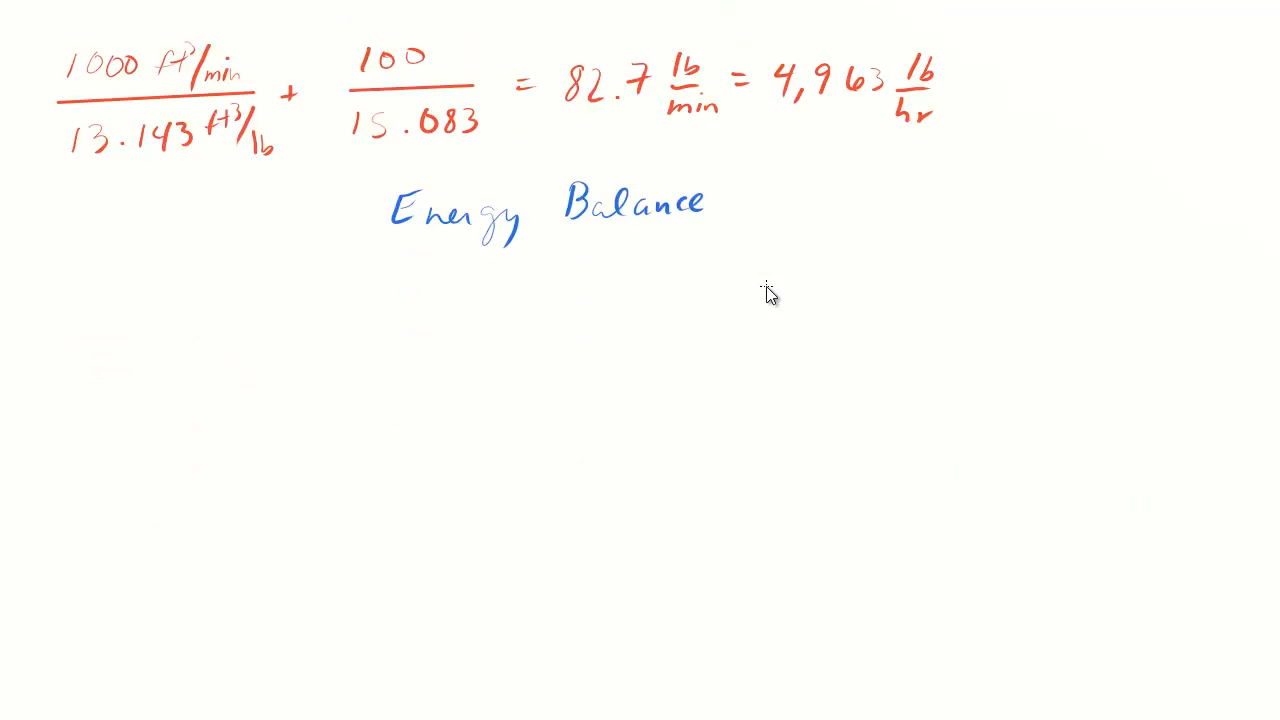 1000 ft³/min / 13.143 ft³/lb + 100 / 15.083 = 82.7 lb/min = 4,963 lb/hr
Energy Balance